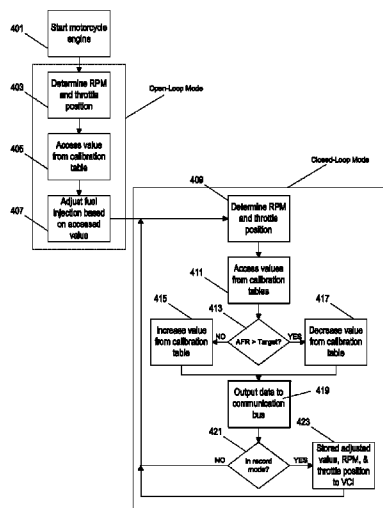 401
Start motorcycle
engine
Open-Loop Mode
403
Determine RPM
and throttle
position
405
Access value
from calibration
table
407
Adjust fuel
injection based
on accessed
value
Closed-Loop Mode
409
Determine RPM
and throttle
position
411
Access values
from calibration
tables
413
AFR > Target?
NO
YES
415
Increase value
from calibration
table
417
Decrease value
from calibration
table
Output data to
communication
bus
419
421
In record
mode?
NO
YES
423
Stored adjusted
value, RPM, &
throttle position
to VCI